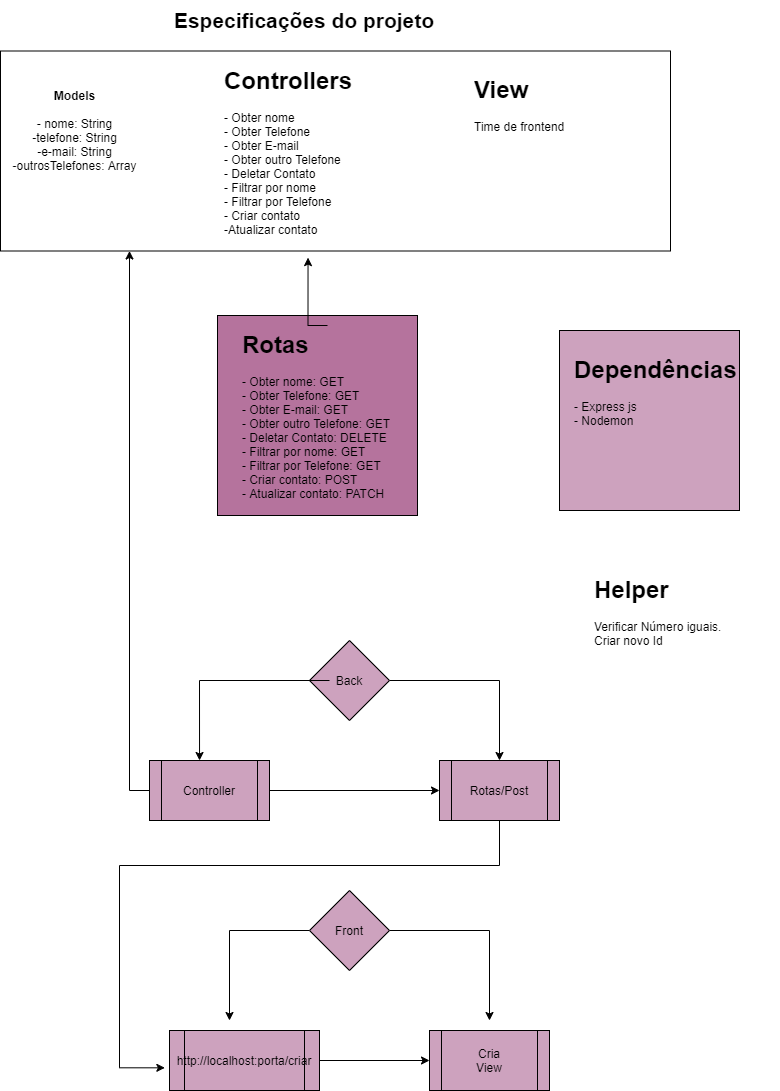 Especificações do projeto
Models
- nome: String
-telefone: String
-e-mail: String
-outrosTelefones: Array
Controllers
- Obter nome
- Obter Telefone
- Obter E-mail
- Obter outro Telefone
- Deletar Contato
- Filtrar por nome
- Filtrar por Telefone
- Criar contato
-Atualizar contato
View
Time de frontend
Rotas
- Obter nome: GET
- Obter Telefone: GET
- Obter E-mail: GET
- Obter outro Telefone: GET
- Deletar Contato: DELETE
- Filtrar por nome: GET
- Filtrar por Telefone: GET
- Criar contato: POST
- Atualizar contato: PATCH
Dependências
- Express js
- Nodemon
Helper
Verificar Número iguais.
Criar novo Id
Back
Controller
Rotas/Post
Front
http://localhost:porta/criar
Cria
View